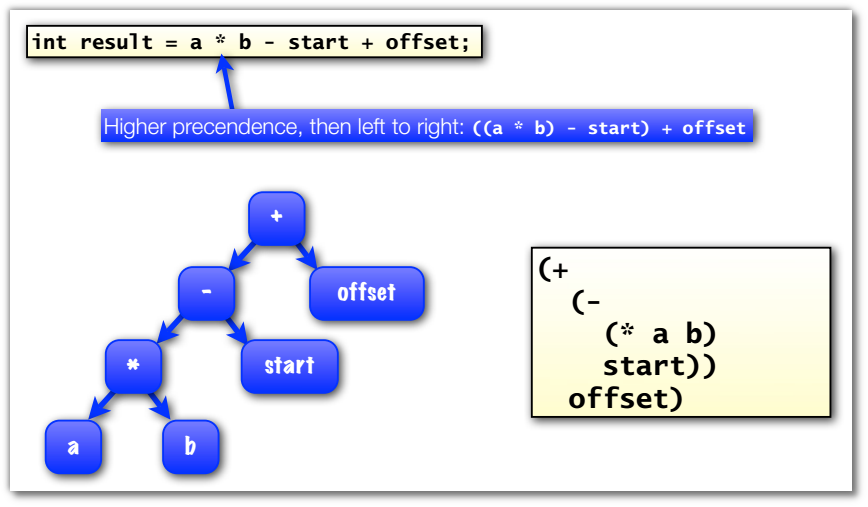 int result = a * b - start + offset;
Higher precendence, then left to right: ((a * b) - start) + offset
+
-
offset
*
start
a
b
(+
(-
(* a b)
start))
offset)